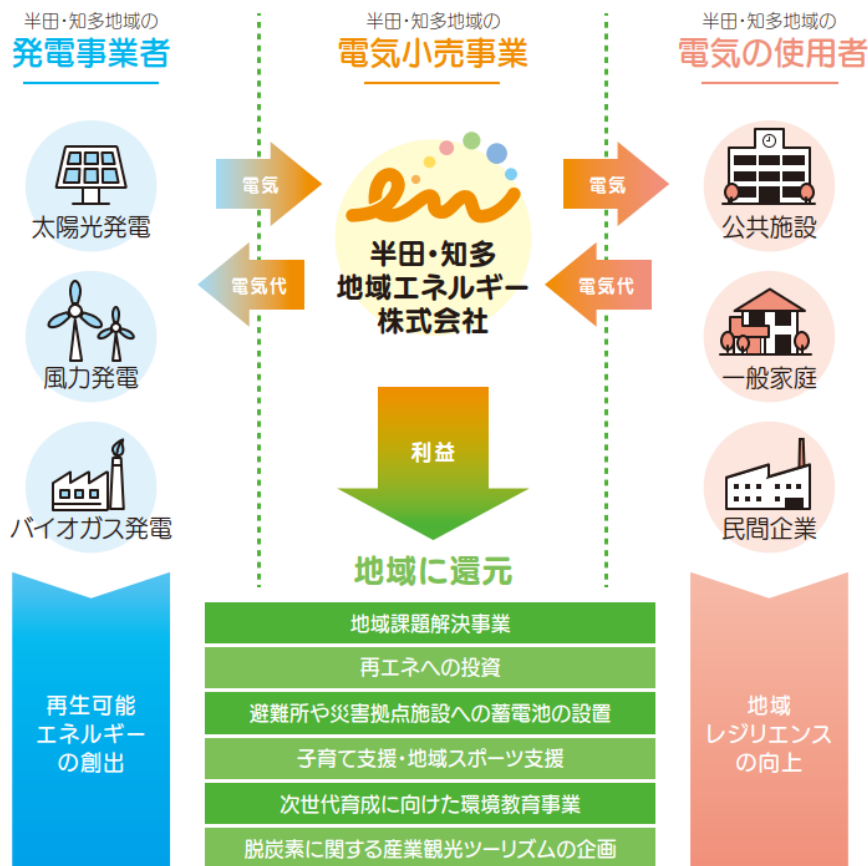 半田・知多地域の
発電事業者
太陽光発電
風力発電
バイオガス発電
再生可能
エネルギー
の創出
半田・知多地域の
電気小売事業
電気
電気代
en
半田・知多
地域エネルギー
株式会社
電気
電気代
利益
地域に還元
地域課題解決事業
再エネへの投資
避難所や災害拠点施設への蓄電池の設置
子育て支援・地域スポーツ支援
次世代育成に向けた環境教育事業
脱炭素に関する産業観光ツーリズムの企画
半田・知多地域の
電気の使用者
公共施設
一般家庭
民間企業
地域
レジリエンス
の向上